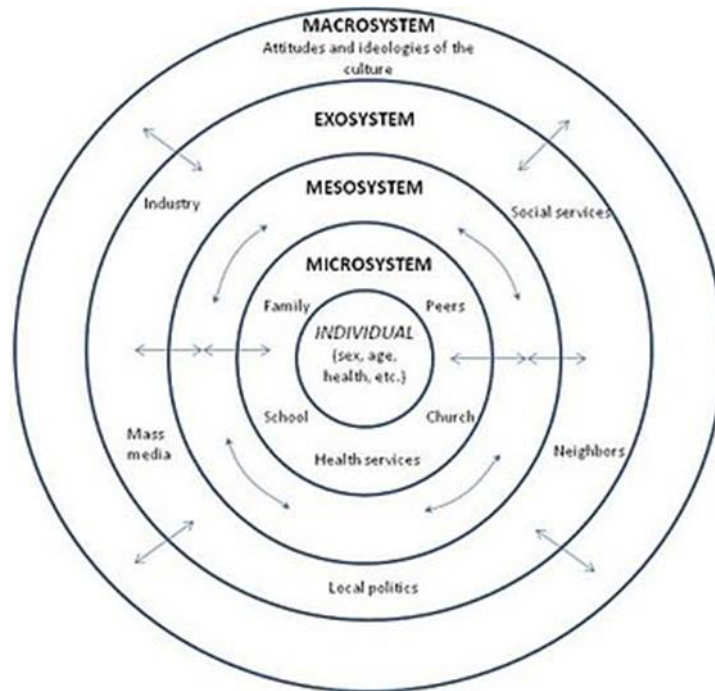 MACROSYSTEM
Attitudes and ideologies of the
culture
EXOSYSTEM
MESOSYSTEM
Industry
Social services
MICROSYSTEM
Family
Peers
INDIVIDUAL
{sex, age,
health, etc.}
School
Church
Mass
media
Health services
Neighbors
Local politics